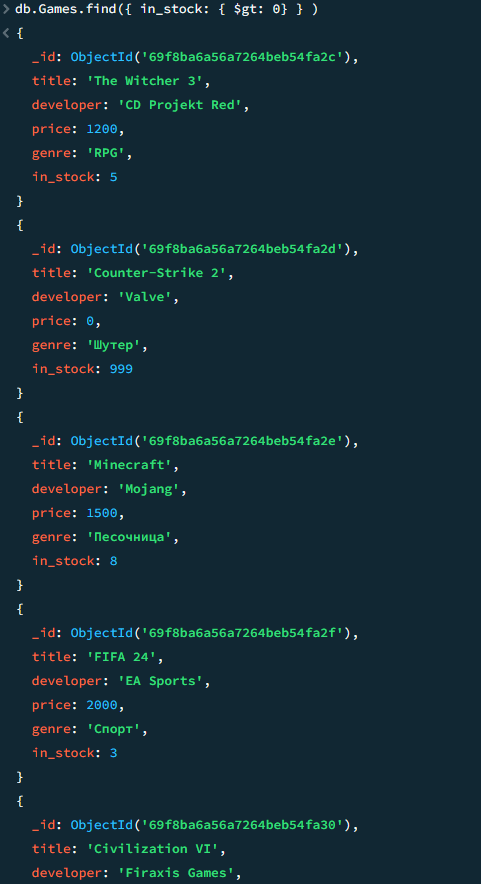 > db.Games.find({ in_stock: { $gt: 0} } )
< {
_id: ObjectId('69f8ba6a56a7264beb54fa2c'),
title: 'The Witcher 3',
developer: 'CD Projekt Red',
price: 1200,
genre: 'RPG',
in_stock: 5
}
{
_id: ObjectId('69f8ba6a56a7264beb54fa2d'),
title: 'Counter-Strike 2',
developer: 'Valve',
price: 0,
genre: 'Шутер',
in_stock: 999
}
{
_id: ObjectId('69f8ba6a56a7264beb54fa2e'),
title: 'Minecraft',
developer: 'Mojang',
price: 1500,
genre: 'Песочница',
in_stock: 8
}
{
_id: ObjectId('69f8ba6a56a7264beb54fa2f'),
title: 'FIFA 24',
developer: 'EA Sports',
price: 2000,
genre: 'Спорт',
in_stock: 3
}
{
_id: ObjectId('69f8ba6a56a7264beb54fa30'),
title: 'Civilization VI',
developer: 'Firaxis Games',